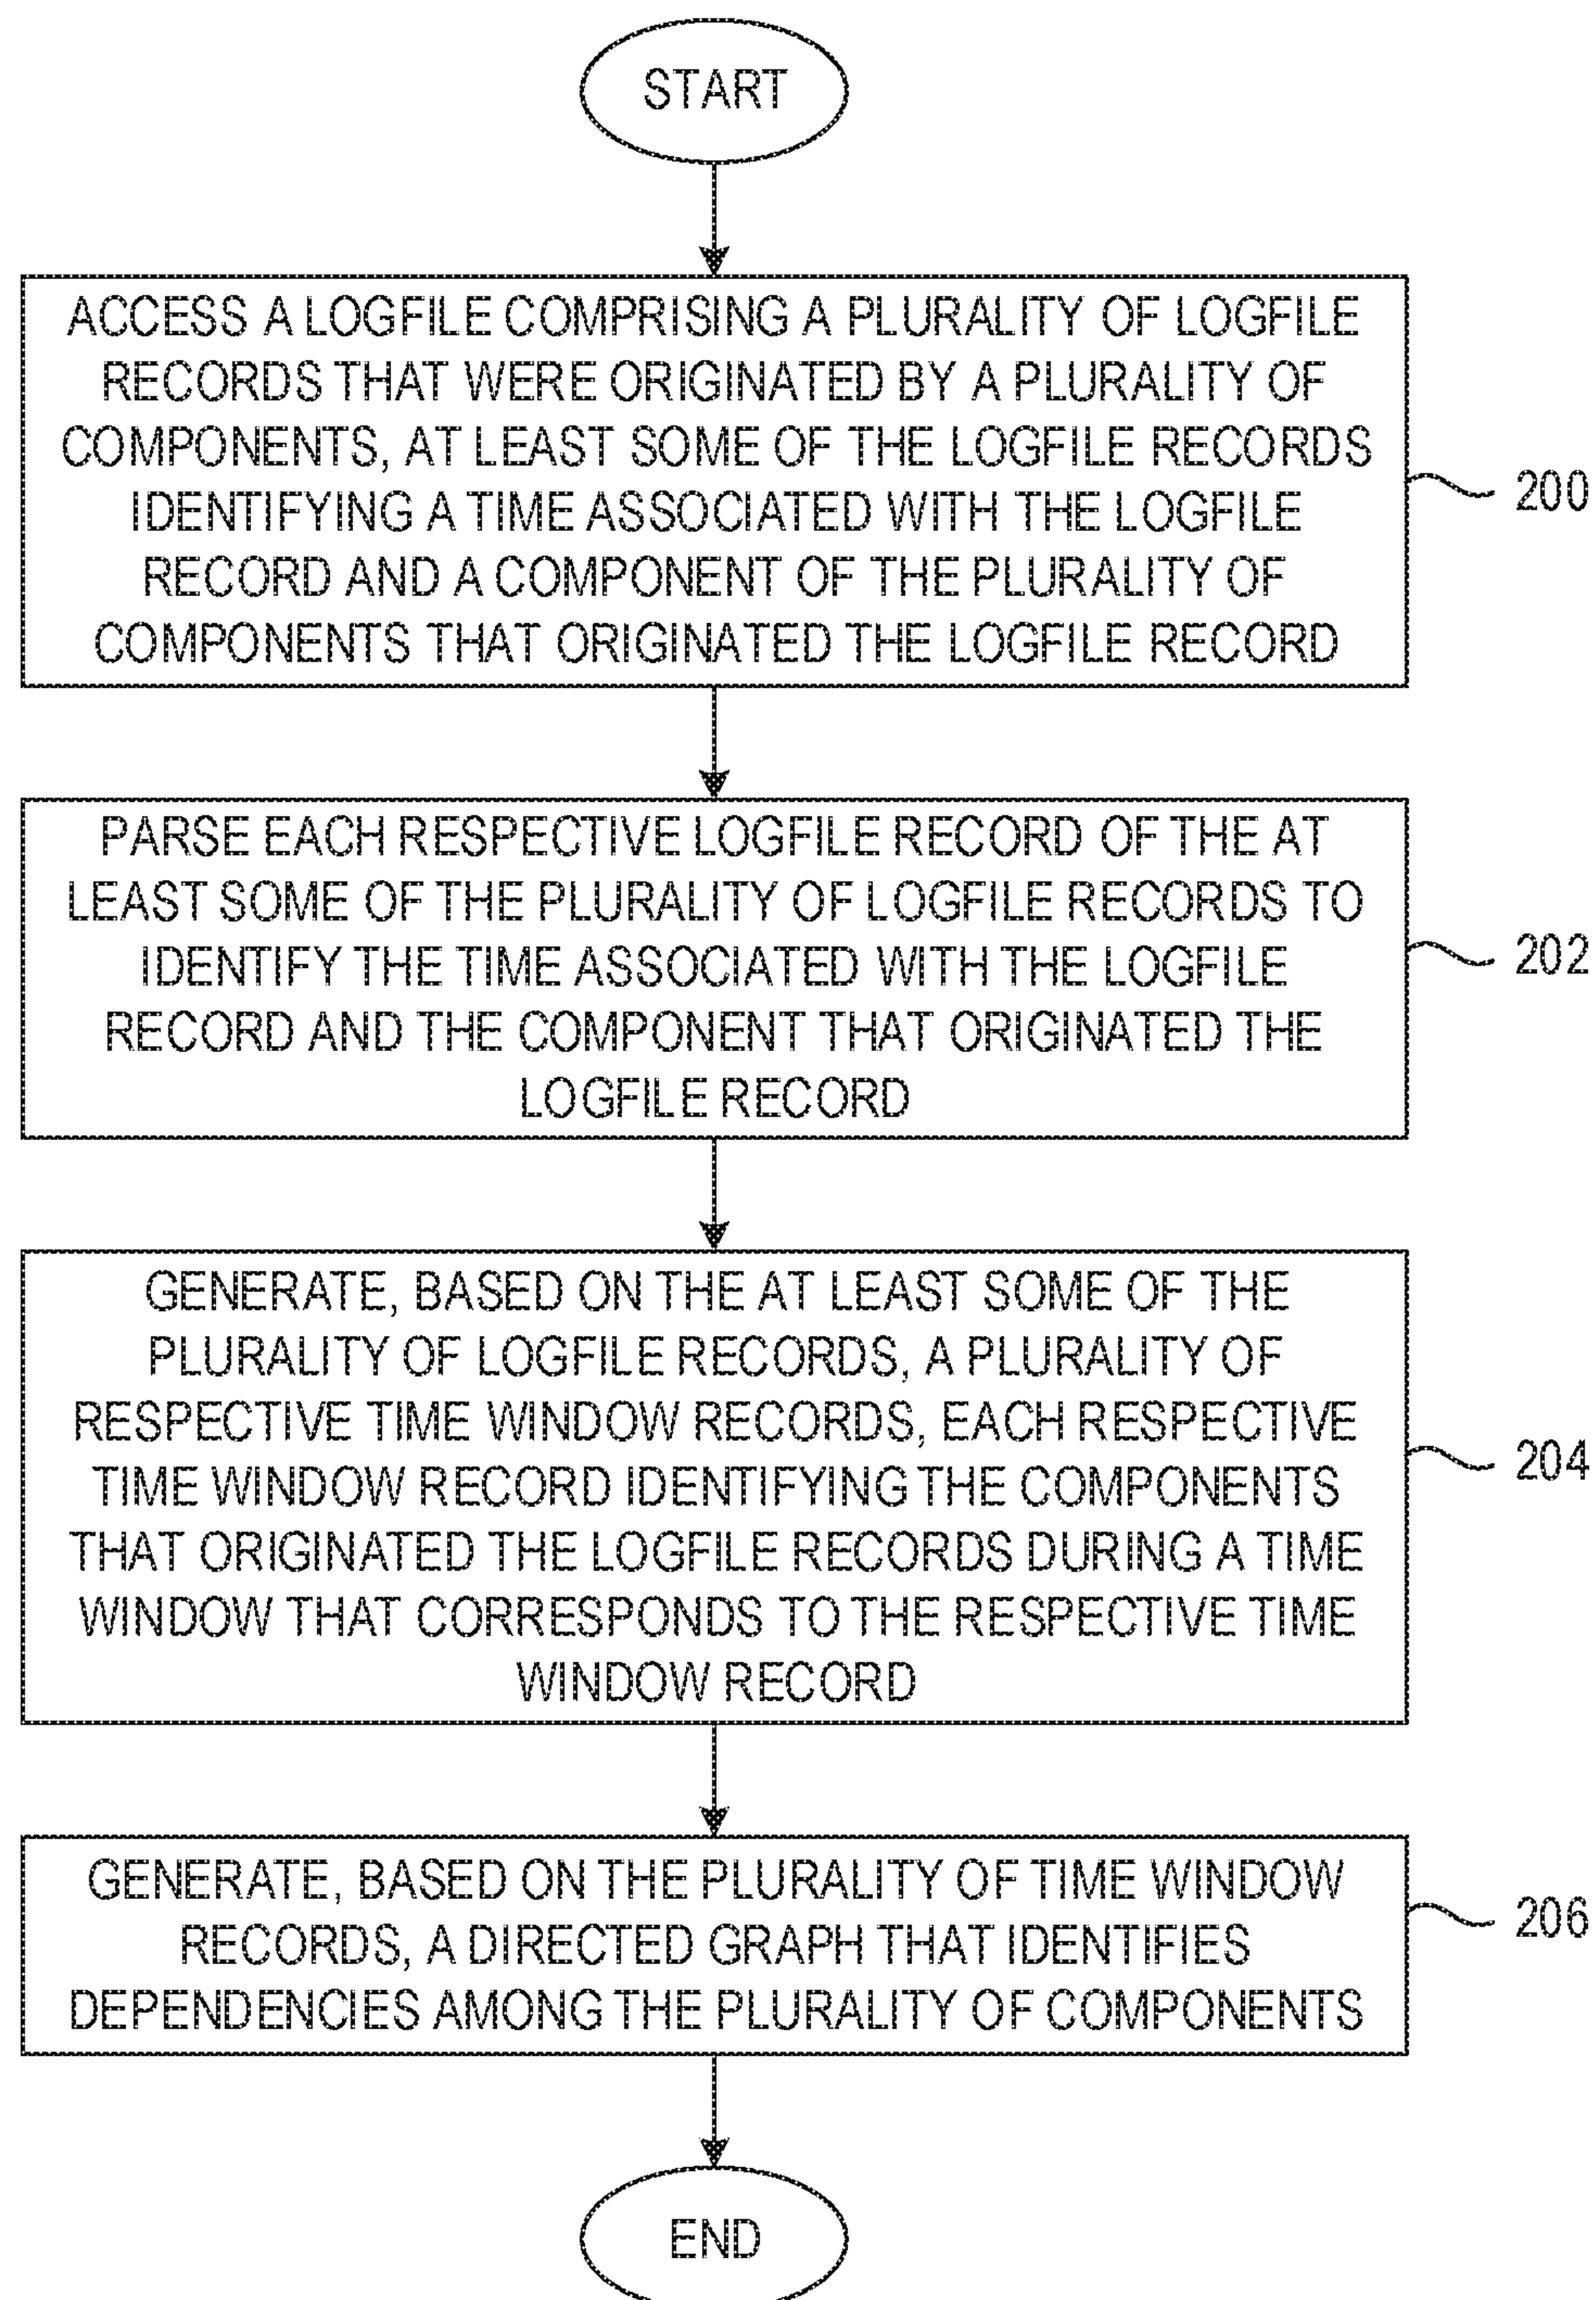 START
ACCESS A LOGFILE COMPRISING A PLURALITY OF LOGFILE
RECORDS THAT WERE ORIGINATED BY A PLURALITY OF
COMPONENTS, AT LEAST SOME OF THE LOGFILE RECORDS
IDENTIFYING A TIME ASSOCIATED WITH THE LOGFILE
RECORD AND A COMPONENT OF THE PLURALITY OF
COMPONENTS THAT ORIGINATED THE LOGFILE RECORD
200
PARSE EACH RESPECTIVE LOGFILE RECORD OF THE AT
LEAST SOME OF THE PLURALITY OF LOGFILE RECORDS TO
IDENTIFY THE TIME ASSOCIATED WITH THE LOGFILE
RECORD AND THE COMPONENT THAT ORIGINATED THE
LOGFILE RECORD
202
GENERATE, BASED ON THE AT LEAST SOME OF THE
PLURALITY OF LOGFILE RECORDS, A PLURALITY OF
RESPECTIVE TIME WINDOW RECORDS, EACH RESPECTIVE
TIME WINDOW RECORD IDENTIFYING THE COMPONENTS
THAT ORIGINATED THE LOGFILE RECORDS DURING A TIME
WINDOW THAT CORRESPONDS TO THE RESPECTIVE TIME
WINDOW RECORD
204
GENERATE, BASED ON THE PLURALITY OF TIME WINDOW
RECORDS, A DIRECTED GRAPH THAT IDENTIFIES
DEPENDENCIES AMONG THE PLURALITY OF COMPONENTS
206
END